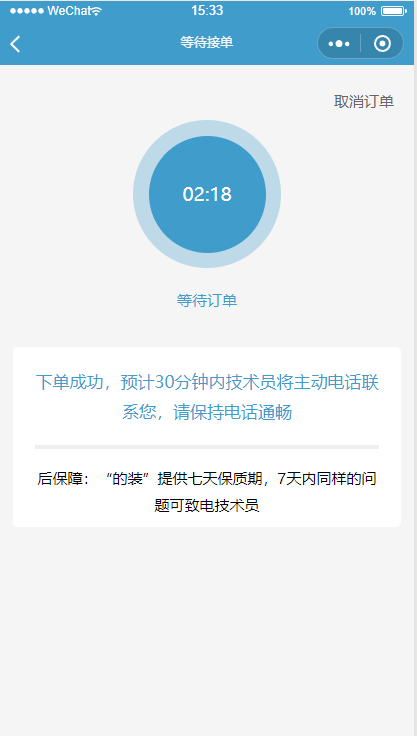 WeChat 15:33 100%
等待接单
取消订单
02:18
等待订单
下单成功，预计30分钟内技术员将主动电话联
系您，请保持电话通畅
后保障：“的装”提供七天保质期，7天内同样的问
题可致电技术员